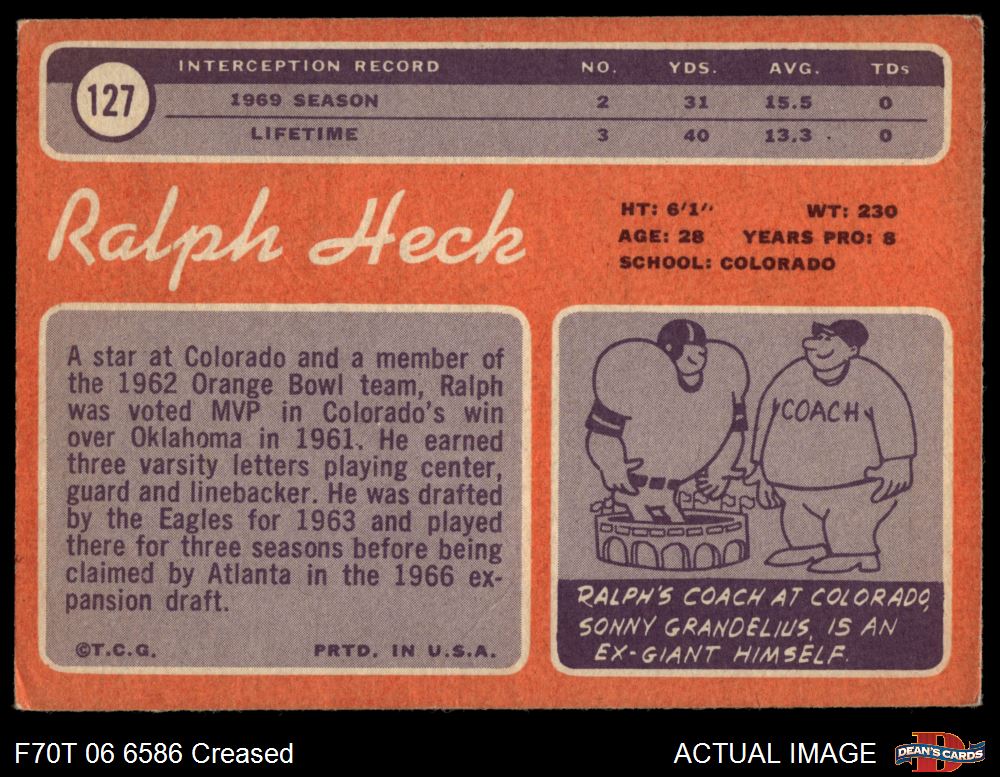 127
INTERCEPTION RECORD NO. YDS. AVG. TDs
1969 SEASON 2 31 15.5 0
LIFETIME 3 40 13.3 0
Ralph Heck
HT: 6'1" WT: 230
AGE: 28 YEARS PRO: 8
SCHOOL: COLORADO
A star at Colorado and a member of
the 1962 Orange Bowl team, Ralph
was voted MVP in Colorado's win
over Oklahoma in 1961. He earned
three varsity letters playing center,
guard and linebacker. He was drafted
by the Eagles for 1963 and played
there for three seasons before being
claimed by Atlanta in the 1966 ex-
pansion draft.
©T.C.G. PRTD. IN U.S.A.
COACH
RALPH'S COACH AT COLORADO,
SONNY GRANDELIUS, IS AN
EX-GIANT HIMSELF.
F70T 06 6586 Creased
ACTUAL IMAGE
DEAN'S CARDS